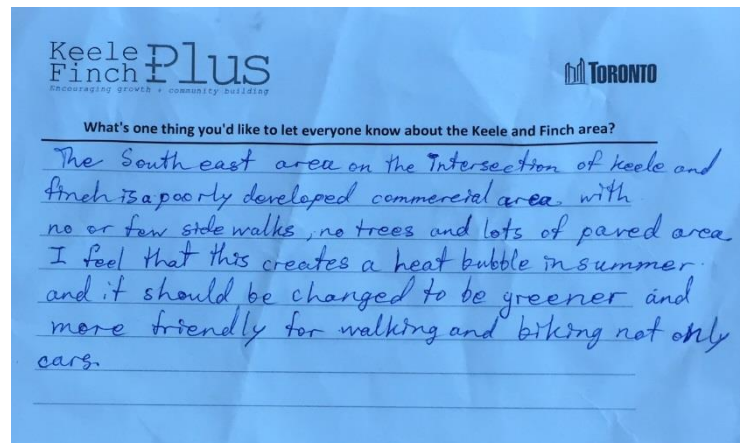 Keele
Finch Plus
Encouraging growth + community building
TORONTO
What's one thing you'd like to let everyone know about the Keele and Finch area?
The South east area on the Intersection of keele and
finch is a poorly developed commercial area with
no or few side walks, no trees and lots of paved area
I feel that this creates a heat bubble in summer.
and it should be changed to be greener and
more friendly for walking and biking not only
cars.